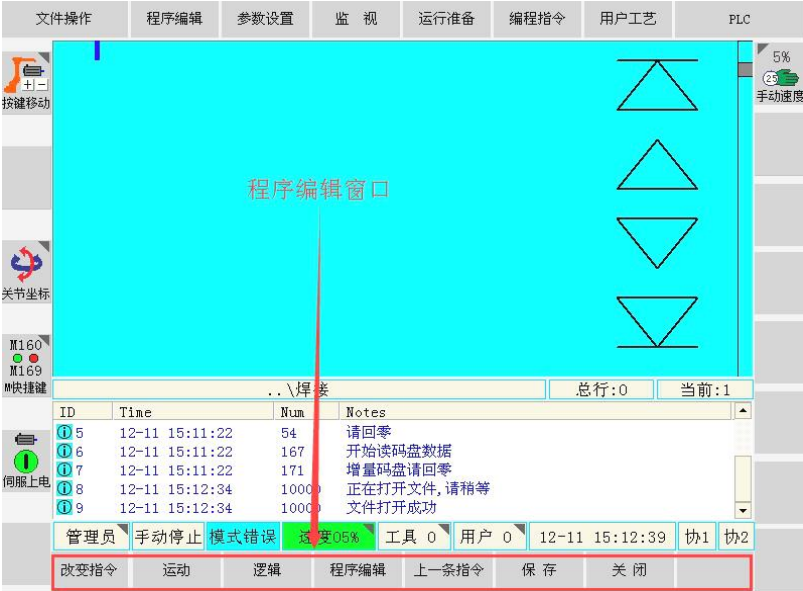 文件操作 程序编辑 参数设置 监 视 运行准备 编程指令 用户工艺 PLC
按键移动
5%
25
手动速度
程序编辑窗口
关节坐标
M160
M169
M快捷键
..\焊接 总行:0 当前:1
ID Time Num Notes
5 12-11 15:11:22 54 请回零
6 12-11 15:11:22 167 开始读码盘数据
7 12-11 15:11:22 171 增量码盘请回零
8 12-11 15:12:34 10000 正在打开文件,请稍等
9 12-11 15:12:34 10000 文件打开成功
伺服上电
管理员 手动停止 模式错误 速度05% 工具 0 用户 0 12-11 15:12:39 协1 协2
改变指令 运动 逻辑 程序编辑 上一条指令 保 存 关 闭